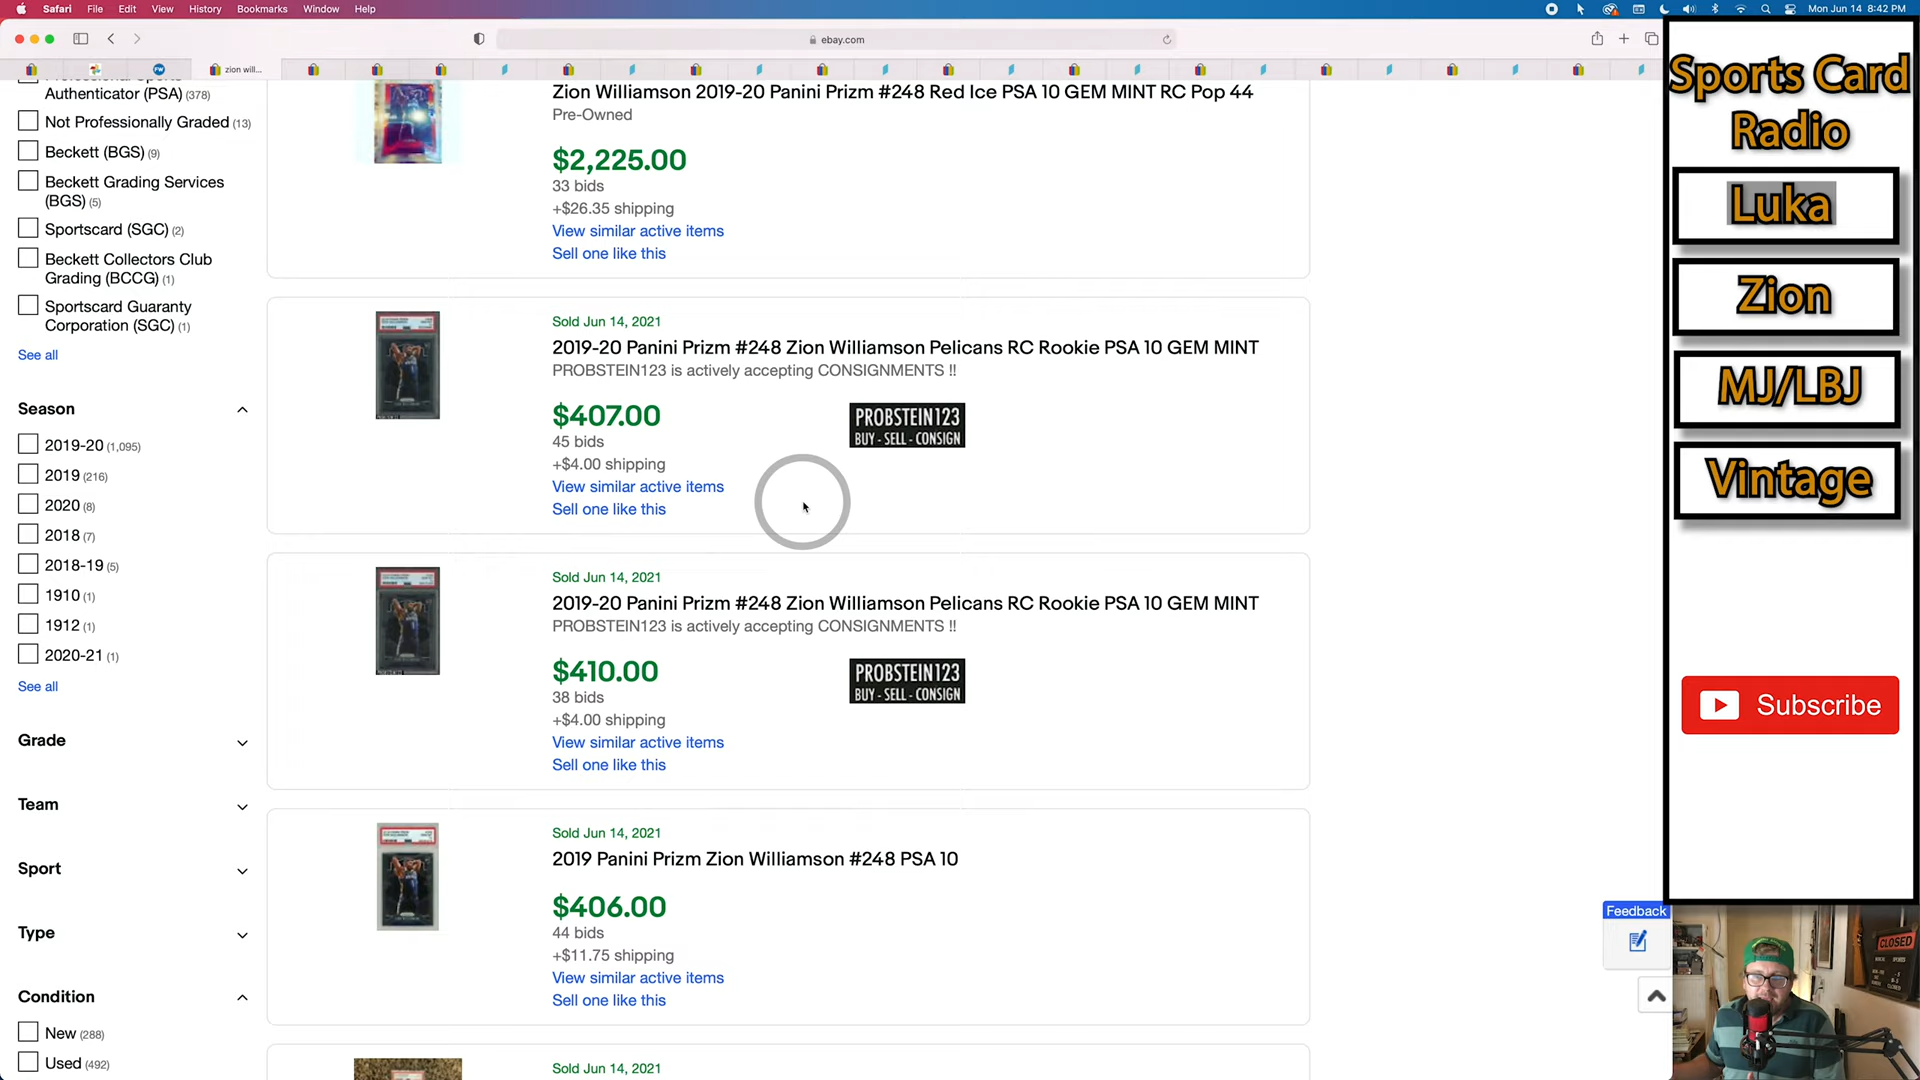 Safari File Edit View History Bookmarks Window Help
Mon Jun 14 8:42 PM
ebay.com
zion will...
Authenticator (PSA) (378)
Not Professionally Graded (13)
Beckett (BGS) (9)
Beckett Grading Services
(BGS) (5)
Sportscard (SGC) (2)
Beckett Collectors Club
Grading (BCCG) (1)
Sportscard Guaranty
Corporation (SGC) (1)
See all
Season
2019-20 (1,095)
2019 (216)
2020 (8)
2018 (7)
2018-19 (5)
1910 (1)
1912 (1)
2020-21 (1)
See all
Grade
Team
Sport
Type
Condition
New (288)
Used (492)
Zion Williamson 2019-20 Panini Prizm #248 Red Ice PSA 10 GEM MINT RC Pop 44
Pre-Owned
$2,225.00
33 bids
+$26.35 shipping
View similar active items
Sell one like this
Sold Jun 14, 2021
2019-20 Panini Prizm #248 Zion Williamson Pelicans RC Rookie PSA 10 GEM MINT
PROBSTEIN123 is actively accepting CONSIGNMENTS !!
$407.00
45 bids
+$4.00 shipping
View similar active items
Sell one like this
PROBSTEIN123
BUY - SELL - CONSIGN
Sold Jun 14, 2021
2019-20 Panini Prizm #248 Zion Williamson Pelicans RC Rookie PSA 10 GEM MINT
PROBSTEIN123 is actively accepting CONSIGNMENTS !!
$410.00
38 bids
+$4.00 shipping
View similar active items
Sell one like this
PROBSTEIN123
BUY - SELL - CONSIGN
Sold Jun 14, 2021
2019 Panini Prizm Zion Williamson #248 PSA 10
$406.00
44 bids
+$11.75 shipping
View similar active items
Sell one like this
Sold Jun 14, 2021
Sports Card
Radio
Luka
Zion
MJ/LBJ
Vintage
Subscribe
Feedback
CLOSED